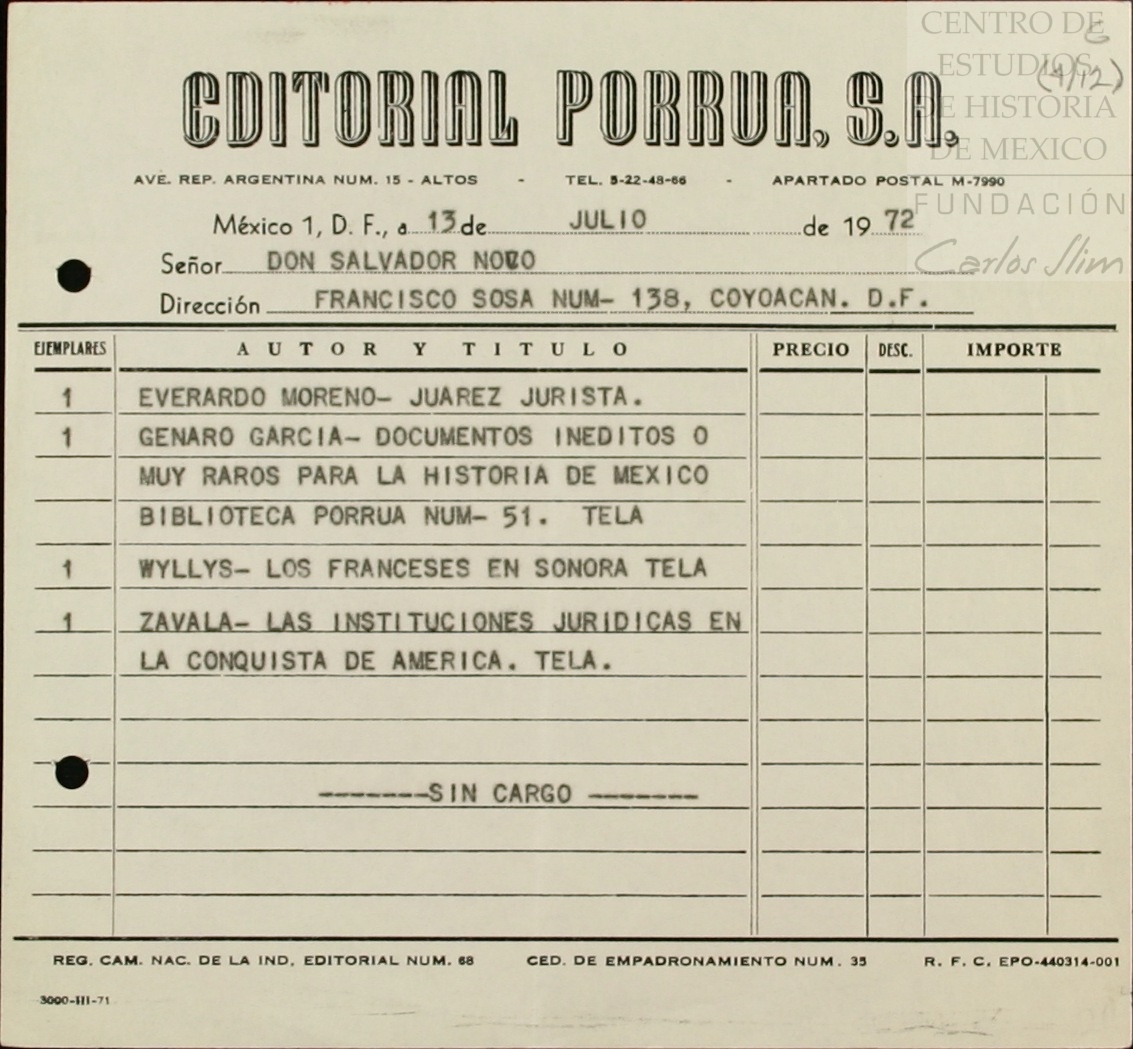 CENTRO DE
ESTUDIOS
DE HISTORIA
DE MEXICO
FUNDACIÓN
Carlos Slim
(4/12)
EDITORIAL PORRUA, S.A.
AVE. REP. ARGENTINA NUM. 15 - ALTOS - TEL. 5-22-48-66 - APARTADO POSTAL M-7990
México 1, D. F., a 13 de JULIO de 19 72
Señor DON SALVADOR NOVO
Dirección FRANCISCO SOSA NUM- 138, COYOACAN. D.F.
EJEMPLARES AUTOR Y TITULO PRECIO DESC. IMPORTE
1 EVERARDO MORENO- JUAREZ JURISTA.
1 GENARO GARCIA- DOCUMENTOS INEDITOS O
MUY RAROS PARA LA HISTORIA DE MEXICO
BIBLIOTECA PORRUA NUM- 51. TELA
1 WYLLYS- LOS FRANCESES EN SONORA TELA
1 ZAVALA- LAS INSTITUCIONES JURIDICAS EN
LA CONQUISTA DE AMERICA. TELA.
-------SIN CARGO -------
REG. CAM. NAC. DE LA IND. EDITORIAL NUM. 68 CED. DE EMPADRONAMIENTO NUM. 35 R. F. C. EPO-440314-001
3000-III-71